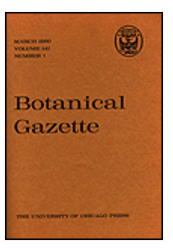 MARCH 1980
VOLUME 141
NUMBER 1
Botanical
Gazette
THE UNIVERSITY OF CHICAGO PRESS